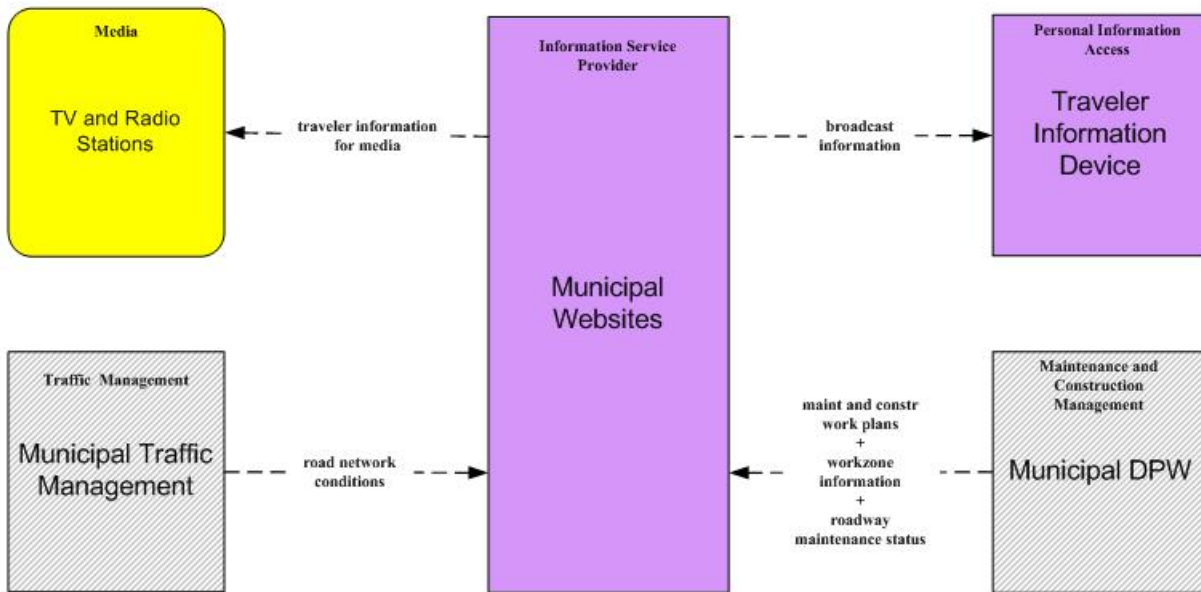 Media
TV and Radio
Stations
traveler information
for media
Information Service
Provider
Municipal
Websites
broadcast
information
Personal Information
Access
Traveler
Information
Device
Traffic Management
Municipal Traffic
Management
road network
conditions
maint and constr
work plans
+
workzone
information
+
roadway
maintenance status
Maintenance and
Construction
Management
Municipal DPW